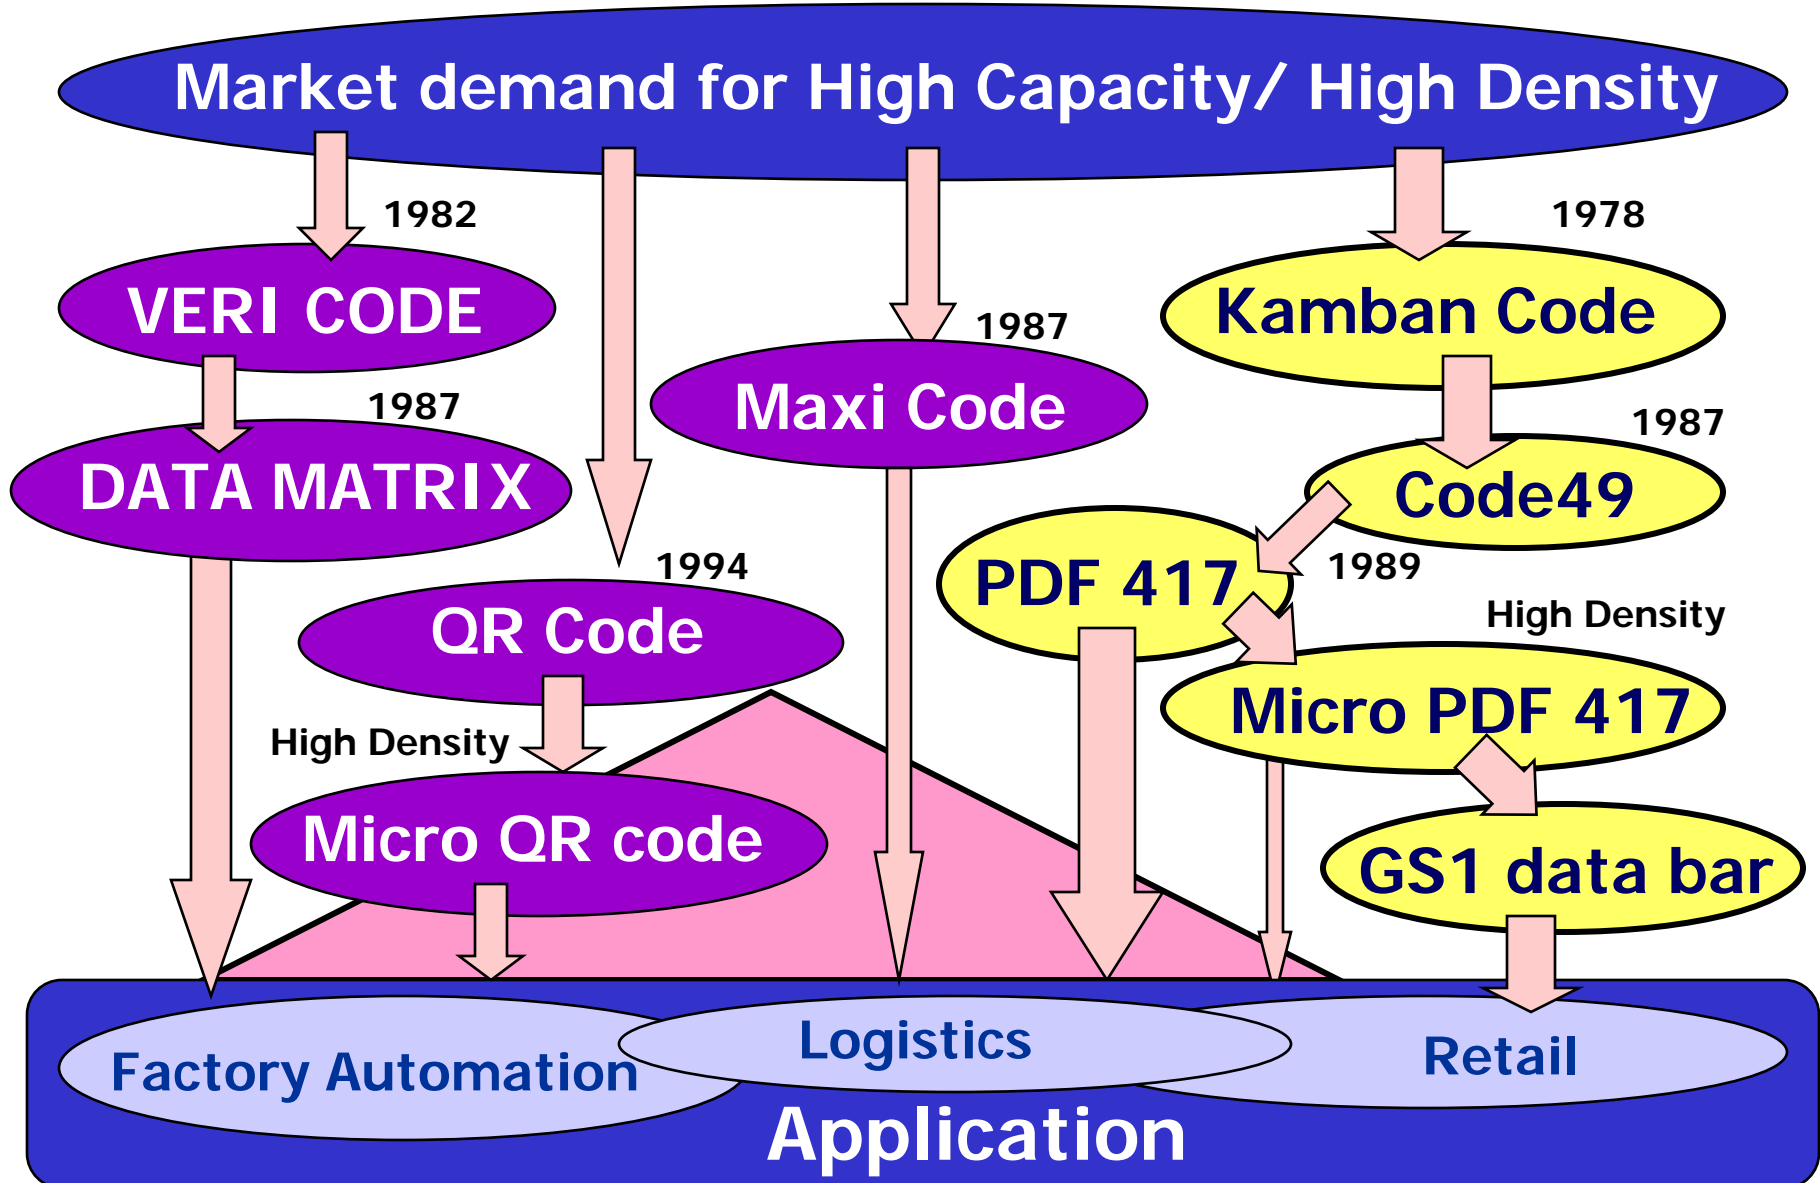 Market demand for High Capacity/ High Density
1982
1978
VERI CODE
Kamban Code
1987
Maxi Code
1987
1987
DATA MATRIX
Code49
PDF 417
1989
1994
QR Code
High Density
Micro PDF 417
High Density
Micro QR code
GS1 data bar
Factory Automation
Logistics
Retail
Application